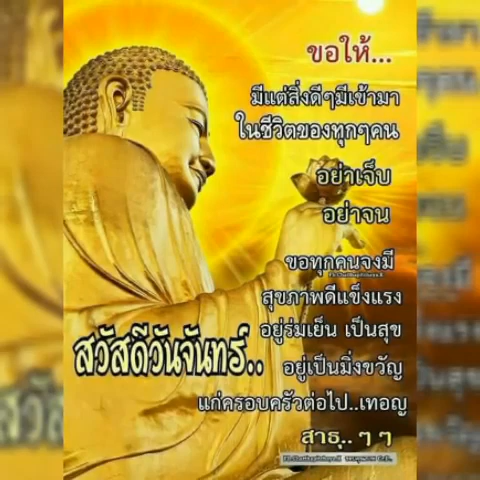 ขอให้...
มีแต่สิ่งดีๆมีเข้ามา
ในชีวิตของทุกๆคน
อย่าเจ็บ
อย่าจน
ขอทุกคนจงมี
สุขภาพดีแข็งแรง
อยู่ร่มเย็น เป็นสุข
สวัสดีวันจันทร์..
อยู่เป็นมิ่งขวัญ
แก่ครอบครัวต่อไป..เทอญ
สาธุ.. ๆ ๆ